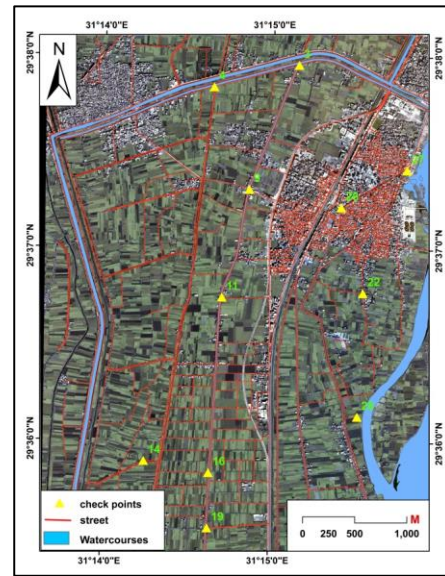 31°14'0"E 31°15'0"E
N
29°38'0"N 29°38'0"N
29°37'0"N 29°37'0"N
11
22
14
16
19
29°36'0"N 29°36'0"N
check points
street
Watercourses
M
0 250 500 1,000
31°14'0"E 31°15'0"E